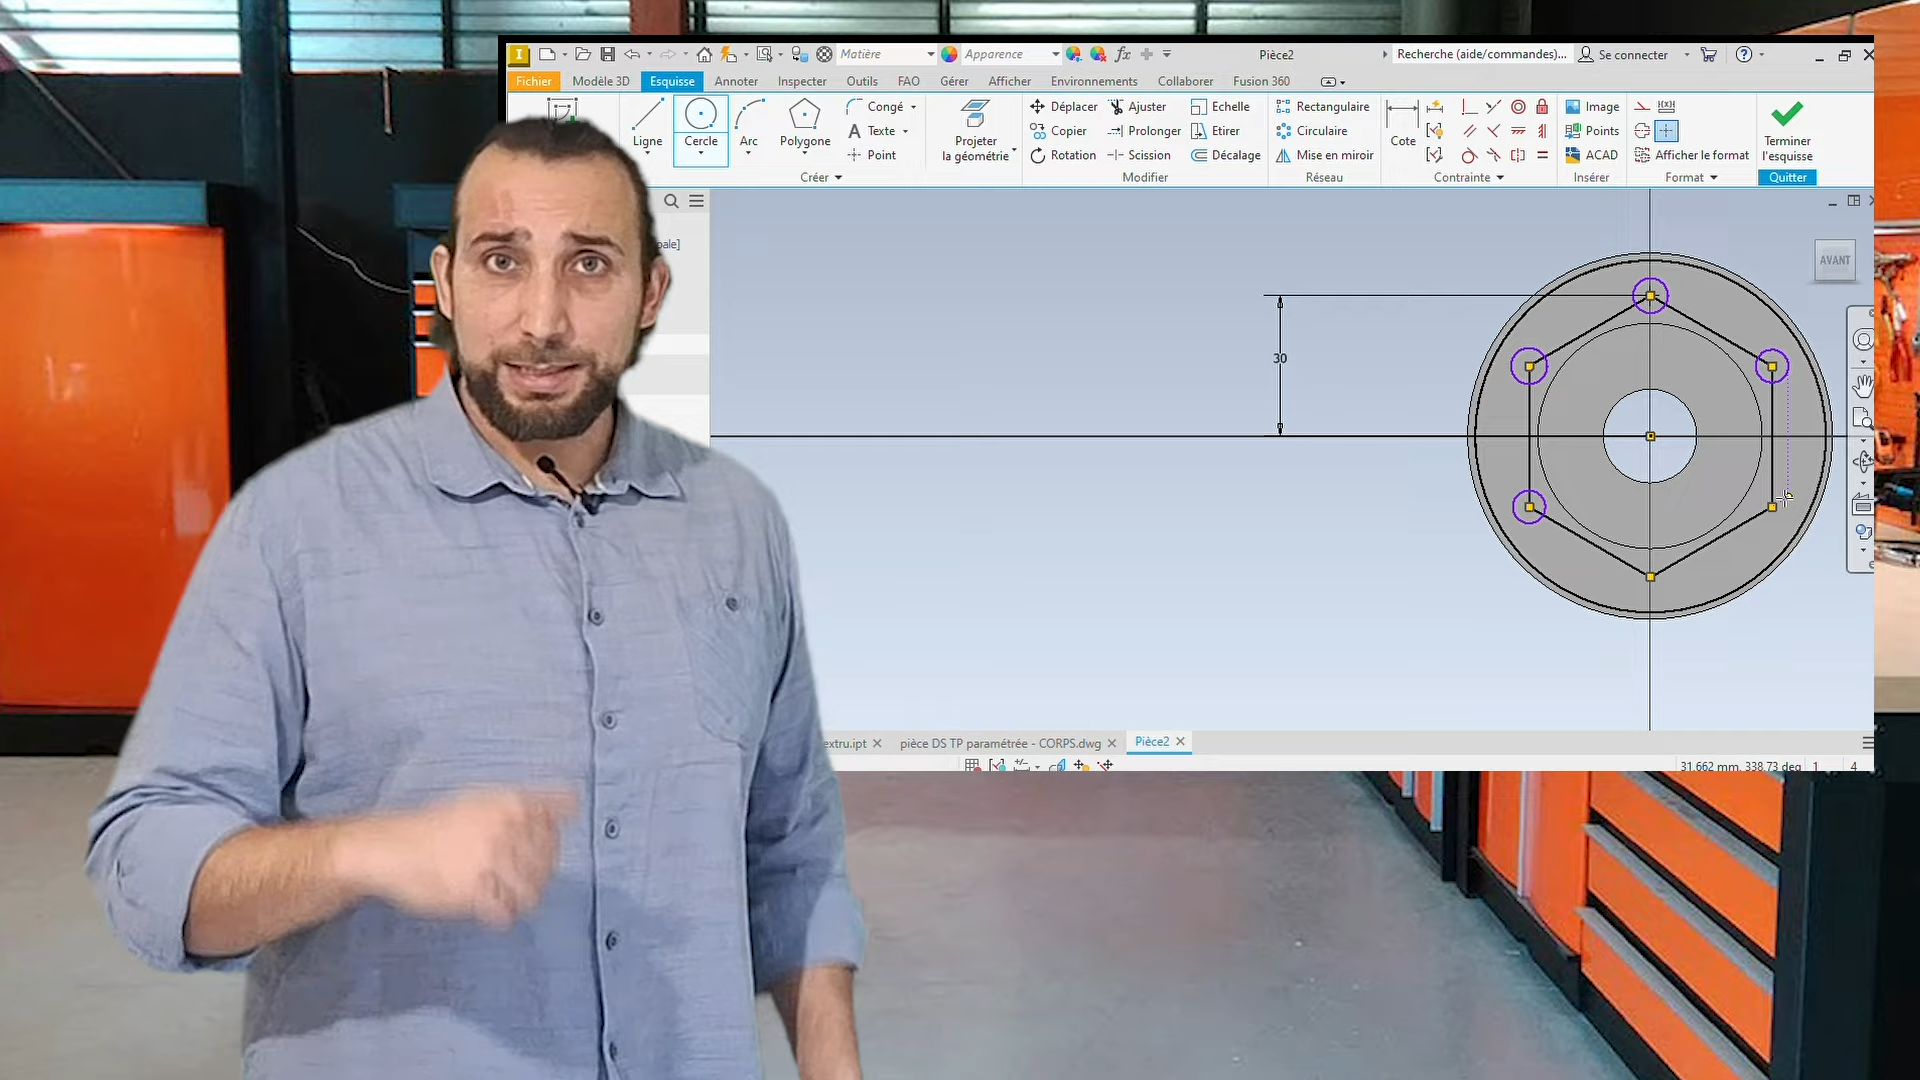 I Matière Apparence fx Pièce2 Recherche (aide/commandes)... Se connecter ?
Fichier Modèle 3D Esquisse Annoter Inspecter Outils FAO Gérer Afficher Environnements Collaborer Fusion 360
Ligne
Cercle
Arc
Polygone
Congé
A Texte
Point
Créer
Projeter
la géométrie
Déplacer Ajuster Echelle
Copier Prolonger Etirer
Rotation Scission Décalage
Modifier
Rectangulaire
Circulaire
Mise en miroir
Réseau
Cote
Contrainte
Image
Points
ACAD
Insérer
Afficher le format
Format
Terminer
l'esquisse
Quitter
pale]
AVANT
30
extru.ipt pièce DS TP paramétrée - CORPS.dwg Pièce2
31.662 mm, 338.73 deg 1 4